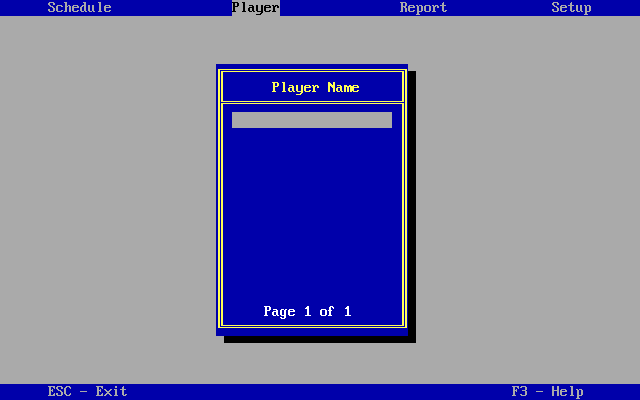 Schedule Player Report Setup
Player Name
Page 1 of 1
ESC - Exit F3 - Help